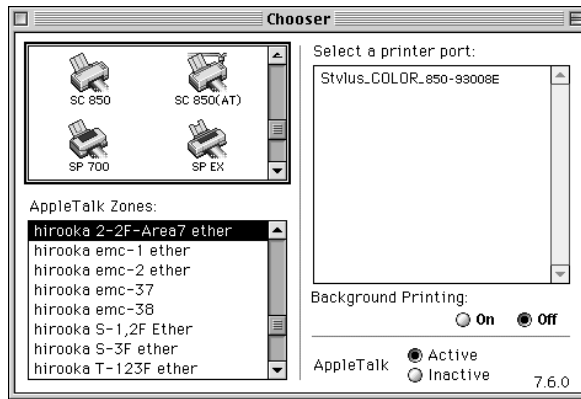 Chooser
SC 850
SC 850(AT)
SP 700
SP EX
AppleTalk Zones:
hirooka 2-2F-Area7 ether
hirooka emc-1 ether
hirooka emc-2 ether
hirooka emc-37
hirooka emc-38
hirooka S-1,2F Ether
hirooka S-3F ether
hirooka T-123F ether
Select a printer port:
Stylus_COLOR_850-93008E
Background Printing:
On
Off
AppleTalk
Active
Inactive
7.6.0